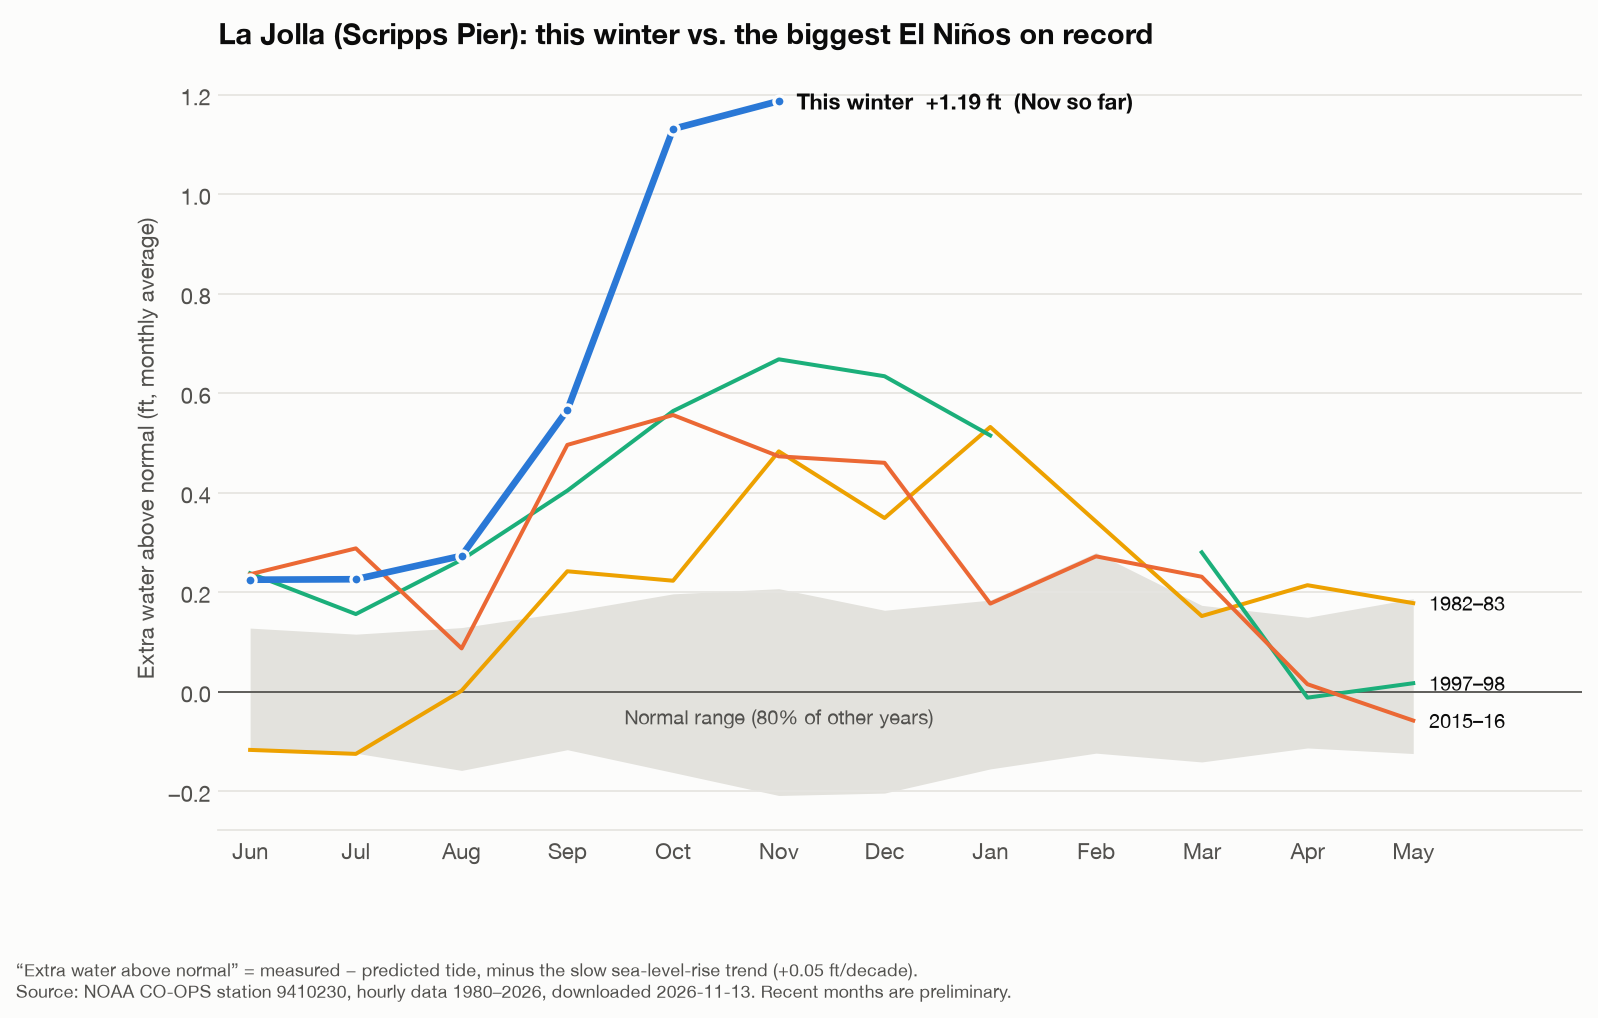 La Jolla (Scripps Pier): this winter vs. the biggest El Niños on record
1.2
This winter +1.19 ft (Nov so far)
1.0
0.8
0.6
0.4
0.2
0.0
−0.2
Extra water above normal (ft, monthly average)
1982–83
1997–98
2015–16
Normal range (80% of other years)
Jun Jul Aug Sep Oct Nov Dec Jan Feb Mar Apr May
“Extra water above normal” = measured − predicted tide, minus the slow sea-level-rise trend (+0.05 ft/decade).
Source: NOAA CO-OPS station 9410230, hourly data 1980–2026, downloaded 2026-11-13. Recent months are preliminary.